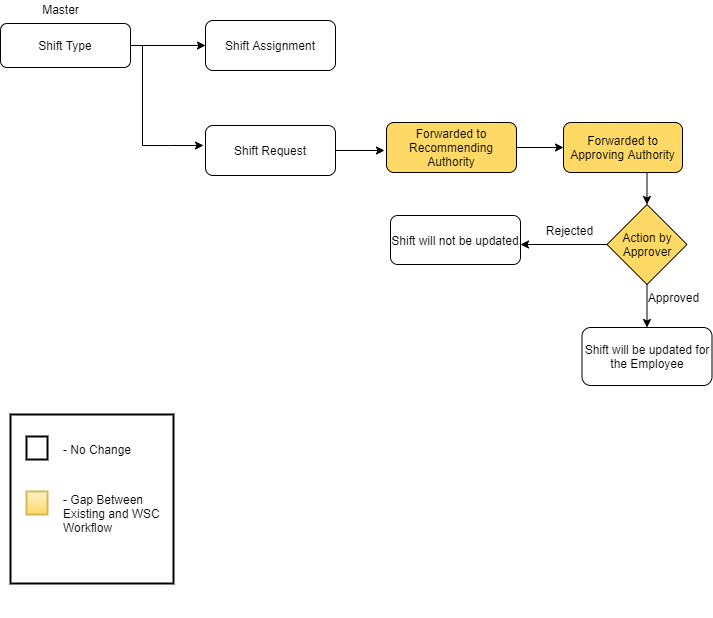 Master
Shift Type
Shift Assignment
Shift Request
Forwarded to
Recommending
Authority
Forwarded to
Approving Authority
Action by
Approver
Rejected
Shift will not be updated
Approved
Shift will be updated for
the Employee
- No Change
- Gap Between
Existing and WSC
Workflow